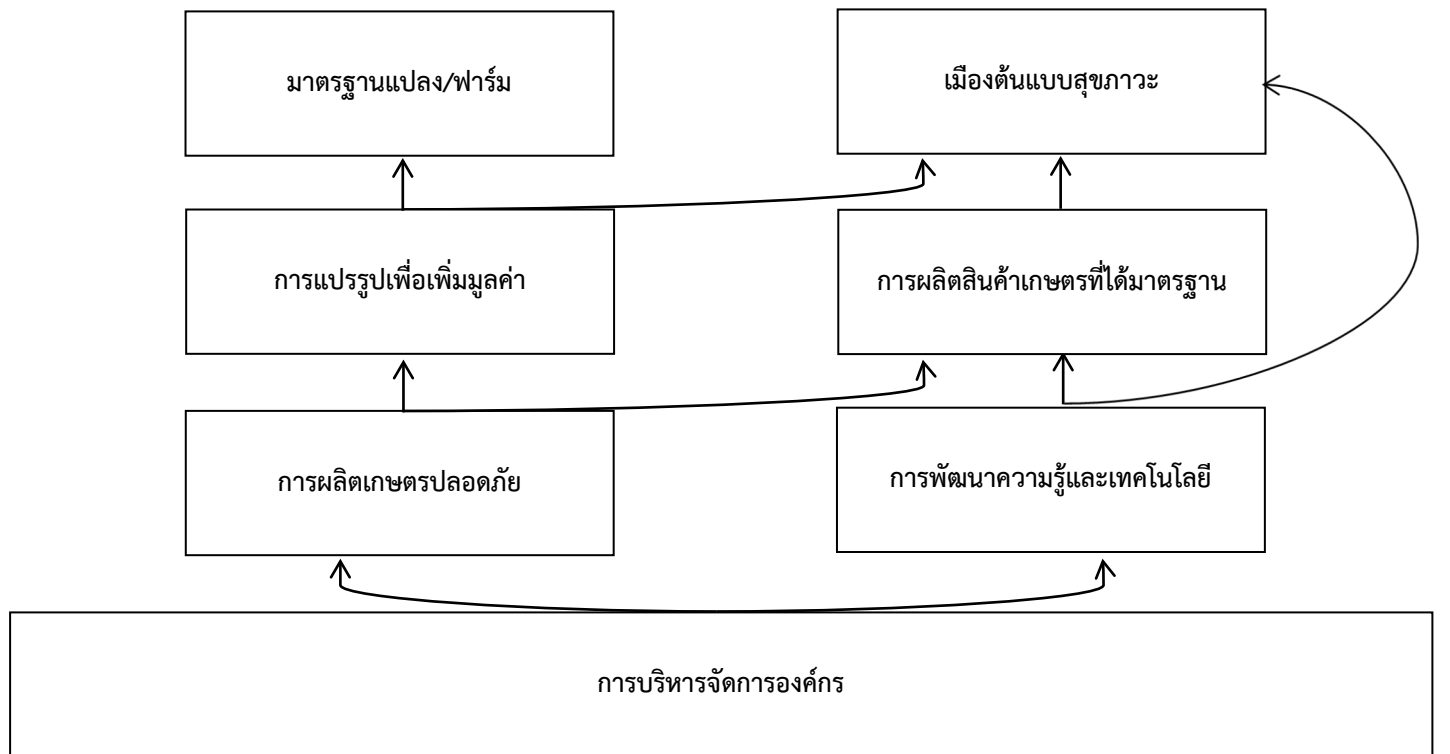 มาตรฐานแปลง/ฟาร์ม
เมืองต้นแบบสุขภาวะ
การแปรรูปเพื่อเพิ่มมูลค่า
การผลิตสินค้าเกษตรที่ได้มาตรฐาน
การผลิตเกษตรปลอดภัย
การพัฒนาความรู้และเทคโนโลยี
การบริหารจัดการองค์กร